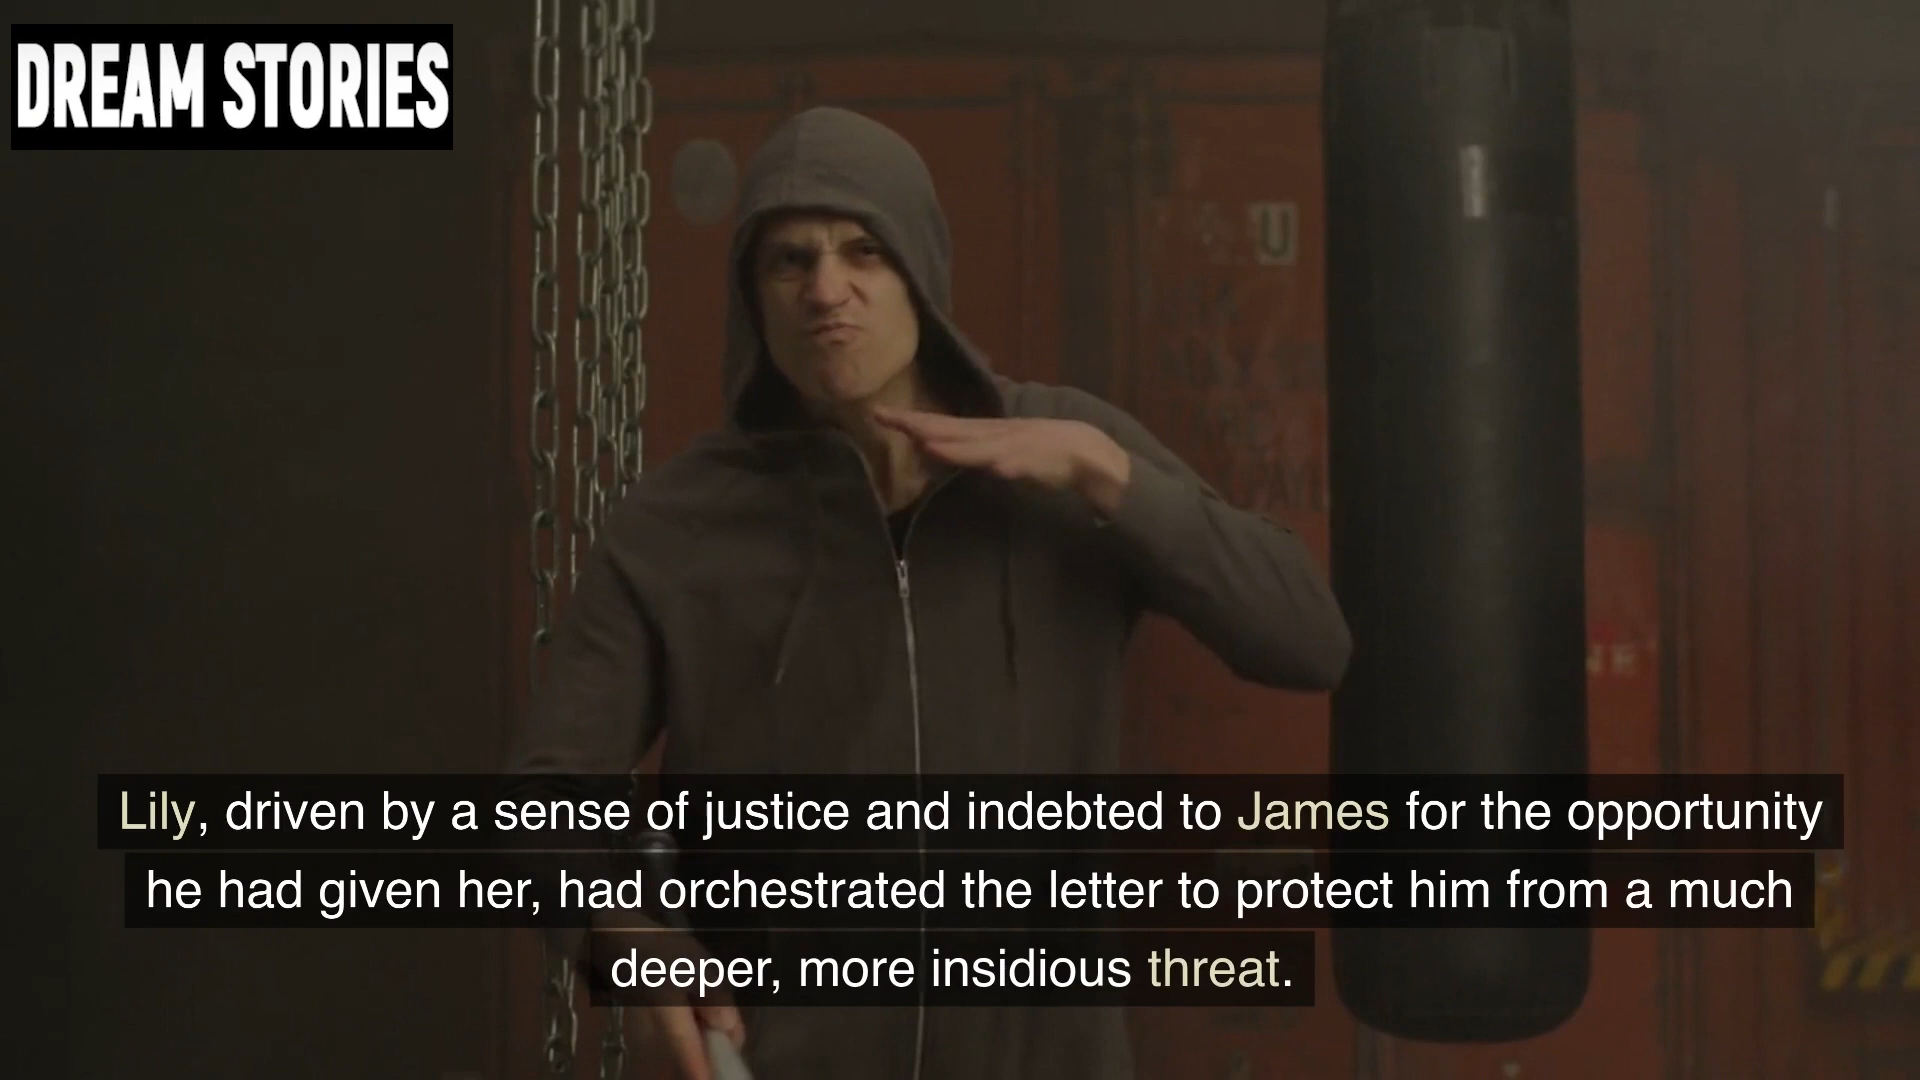 DREAM STORIES
U
Lily, driven by a sense of justice and indebted to James for the opportunity
he had given her, had orchestrated the letter to protect him from a much
deeper, more insidious threat.